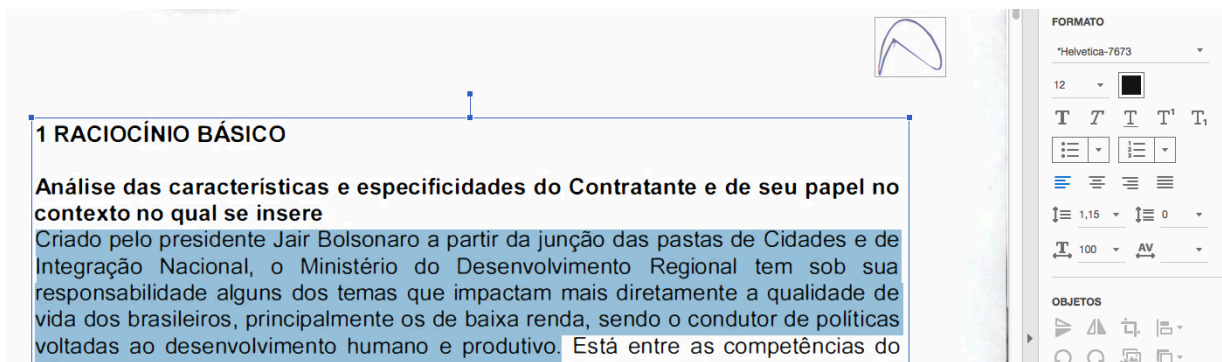 1 RACIOCÍNIO BÁSICO
Análise das características e especificidades do Contratante e de seu papel no
contexto no qual se insere
Criado pelo presidente Jair Bolsonaro a partir da junção das pastas de Cidades e de
Integração Nacional, o Ministério do Desenvolvimento Regional tem sob sua
responsabilidade alguns dos temas que impactam mais diretamente a qualidade de
vida dos brasileiros, principalmente os de baixa renda, sendo o condutor de políticas
voltadas ao desenvolvimento humano e produtivo. Está entre as competências do
FORMATO
*Helvetica-7673
12
T T T T¹ T₁
1,15 0
T 100 AV
OBJETOS